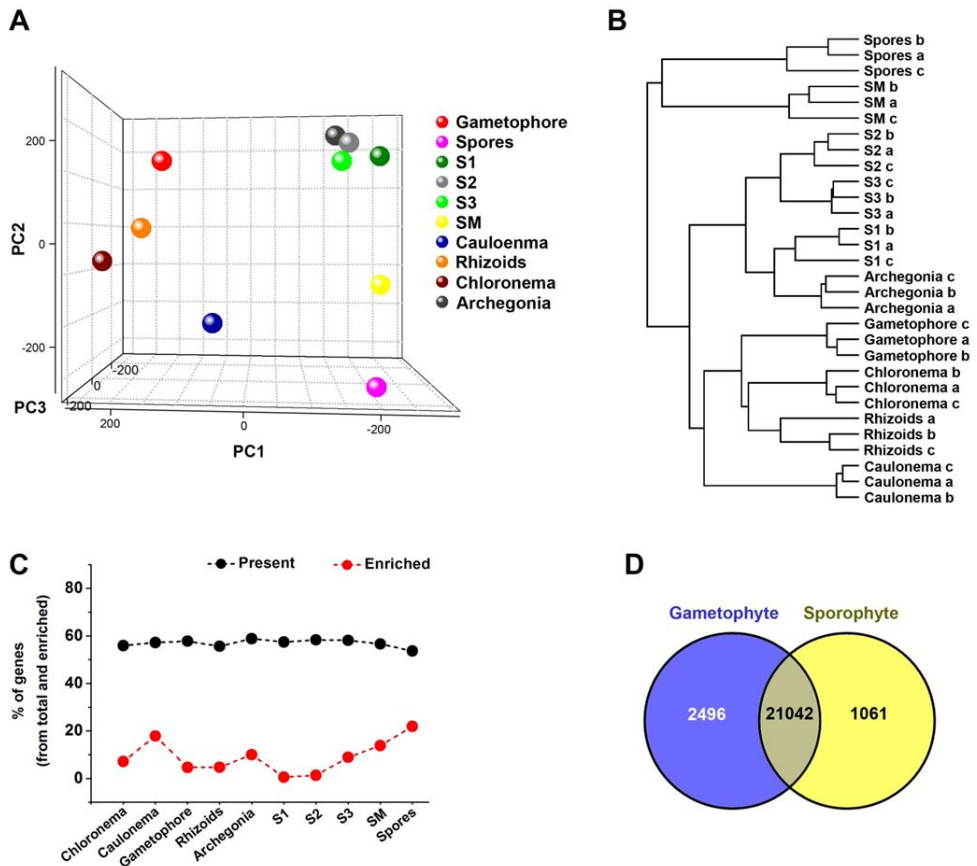 A
200
0
-200
PC2
-200
0
200
PC3
200
0
-200
PC1
Gametophore
Spores
S1
S2
S3
SM
Cauloenma
Rhizoids
Chloronema
Archegonia
B
Spores b
Spores a
Spores c
SM b
SM a
SM c
S2 b
S2 a
S2 c
S3 c
S3 b
S3 a
S1 b
S1 a
S1 c
Archegonia c
Archegonia b
Archegonia a
Gametophore c
Gametophore a
Gametophore b
Chloronema b
Chloronema a
Chloronema c
Rhizoids a
Rhizoids b
Rhizoids c
Caulonema c
Caulonema a
Caulonema b
C
Present
Enriched
% of genes
(from total and enriched)
80
60
40
20
0
Chloronema
Caulonema
Gametophore
Rhizoids
Archegonia
S1
S2
S3
SM
Spores
D
Gametophyte
Sporophyte
2496
21042
1061